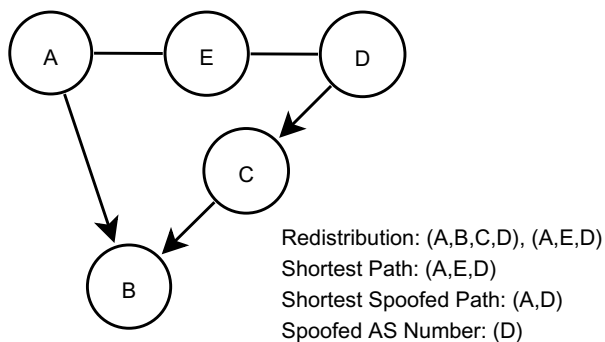 A
E
D
C
B
Redistribution: (A,B,C,D), (A,E,D)
Shortest Path: (A,E,D)
Shortest Spoofed Path: (A,D)
Spoofed AS Number: (D)